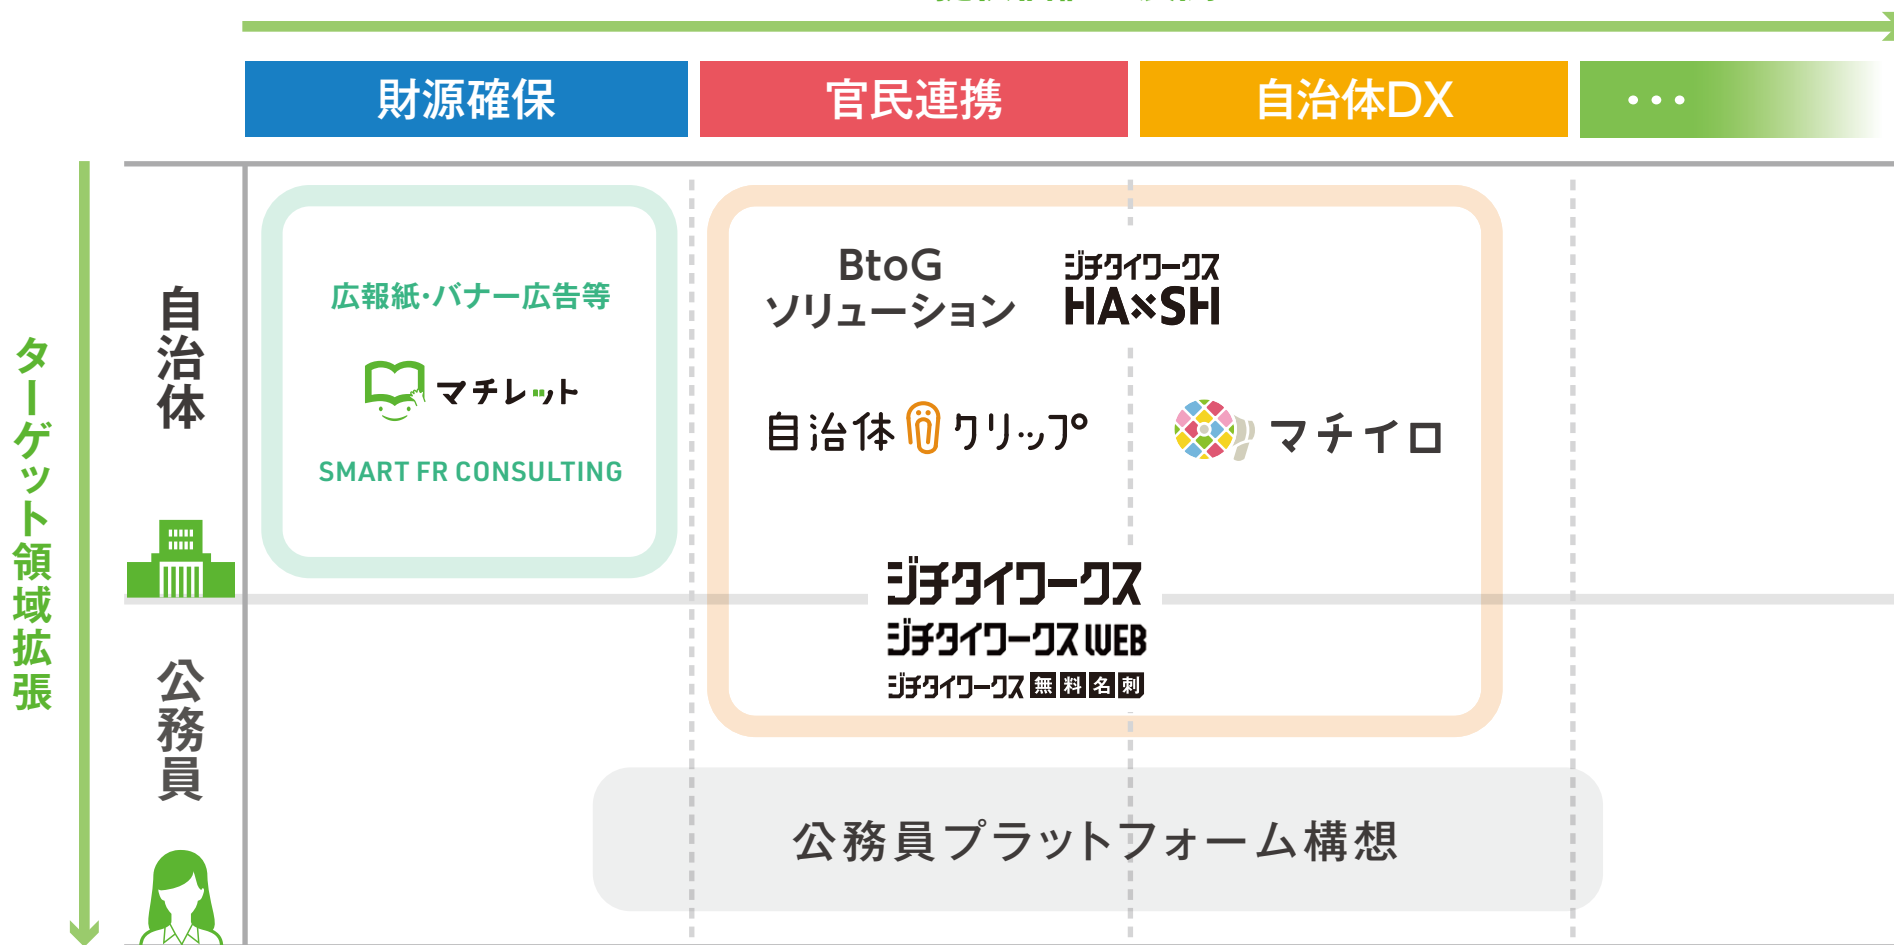 財源確保
官民連携
自治体DX
・・・
ターゲット領域拡張
自治体
広報紙・バナー広告等
マチレット
SMART FR CONSULTING
BtoG
ソリューション
ジチタイワークス
HA×SH
自治体クリップ
マチイロ
ジチタイワークス
ジチタイワークス WEB
ジチタイワークス 無料名刺
公務員
公務員プラットフォーム構想